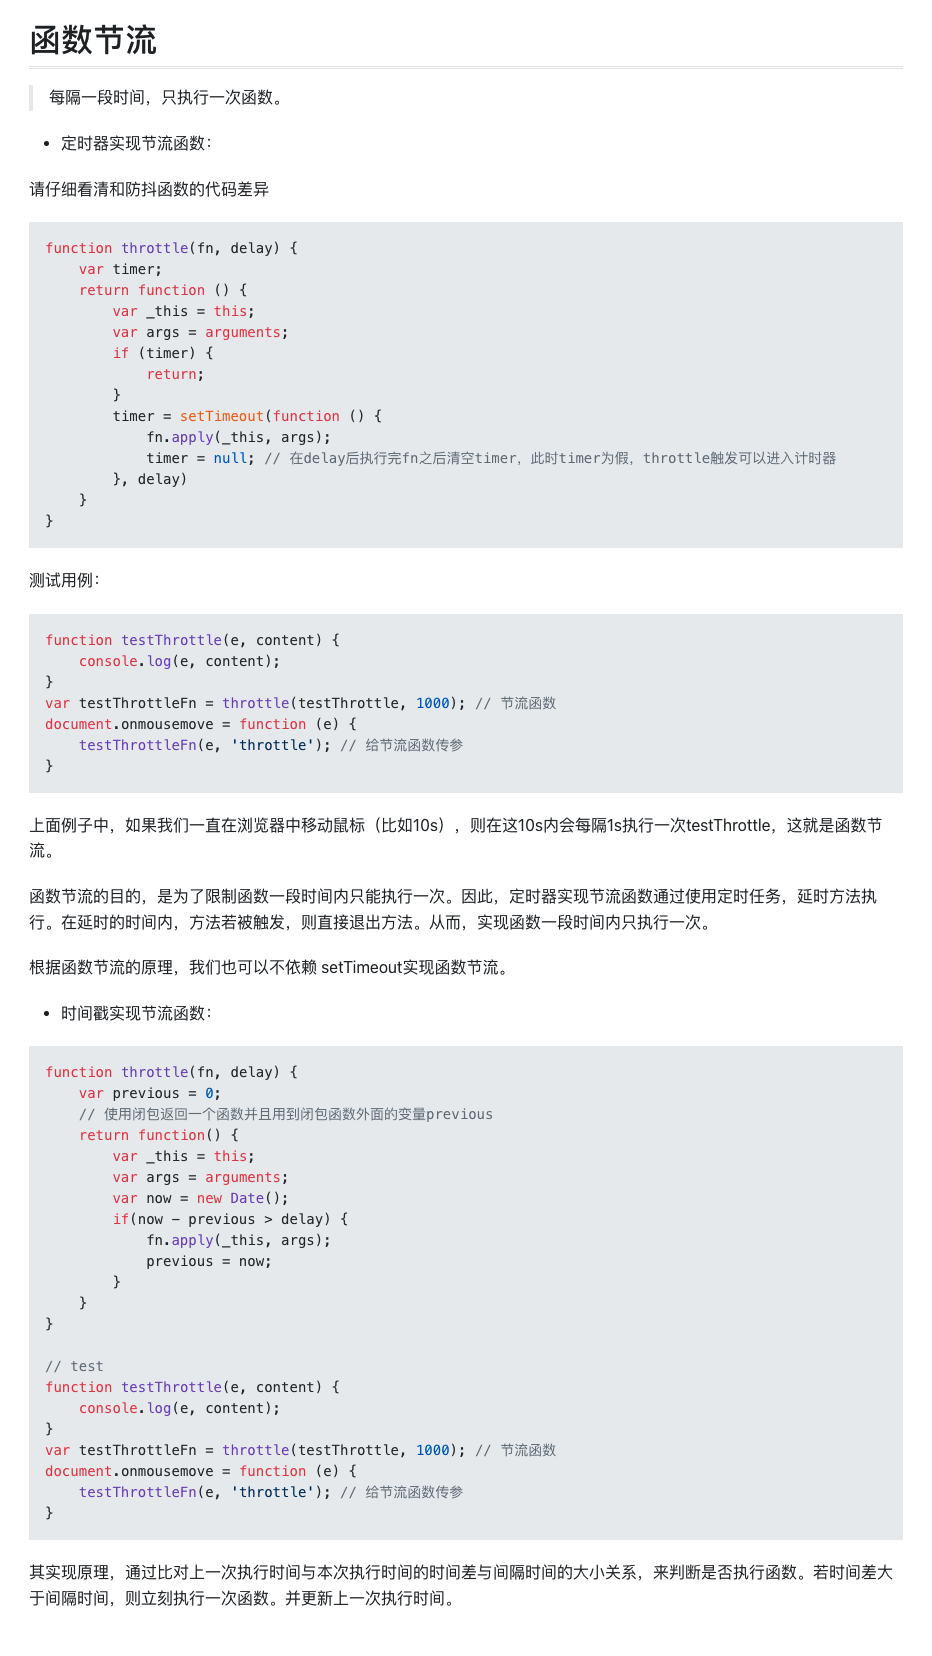 函数节流
每隔一段时间，只执行一次函数。
• 定时器实现节流函数：
请仔细看清和防抖函数的代码差异
function throttle(fn, delay) {
    var timer;
    return function () {
        var _this = this;
        var args = arguments;
        if (timer) {
            return;
        }
        timer = setTimeout(function () {
            fn.apply(_this, args);
            timer = null; // 在delay后执行完fn之后清空timer，此时timer为假，throttle触发可以进入计时器
        }, delay)
    }
}
测试用例：
function testThrottle(e, content) {
    console.log(e, content);
}
var testThrottleFn = throttle(testThrottle, 1000); // 节流函数
document.onmousemove = function (e) {
    testThrottleFn(e, 'throttle'); // 给节流函数传参
}
上面例子中，如果我们一直在浏览器中移动鼠标（比如10s）,则在这10s内会每隔1s执行一次testThrottle，这就是函数节
流。
函数节流的目的，是为了限制函数一段时间内只能执行一次。因此，定时器实现节流函数通过使用定时任务，延时方法执
行。在延时的时间内，方法若被触发，则直接退出方法。从而，实现函数一段时间内只执行一次。
根据函数节流的原理，我们也可以不依赖 setTimeout实现函数节流。
• 时间戳实现节流函数：
function throttle(fn, delay) {
    var previous = 0;
    // 使用闭包返回一个函数并且用到闭包函数外面的变量previous
    return function() {
        var _this = this;
        var args = arguments;
        var now = new Date();
        if(now - previous > delay) {
            fn.apply(_this, args);
            previous = now;
        }
    }
}
// test
function testThrottle(e, content) {
    console.log(e, content);
}
var testThrottleFn = throttle(testThrottle, 1000); // 节流函数
document.onmousemove = function (e) {
    testThrottleFn(e, 'throttle'); // 给节流函数传参
}
其实现原理，通过比对上一次执行时间与本次执行时间的时间差与间隔时间的大小关系，来判断是否执行函数。若时间差大
于间隔时间，则立刻执行一次函数。并更新上一次执行时间。